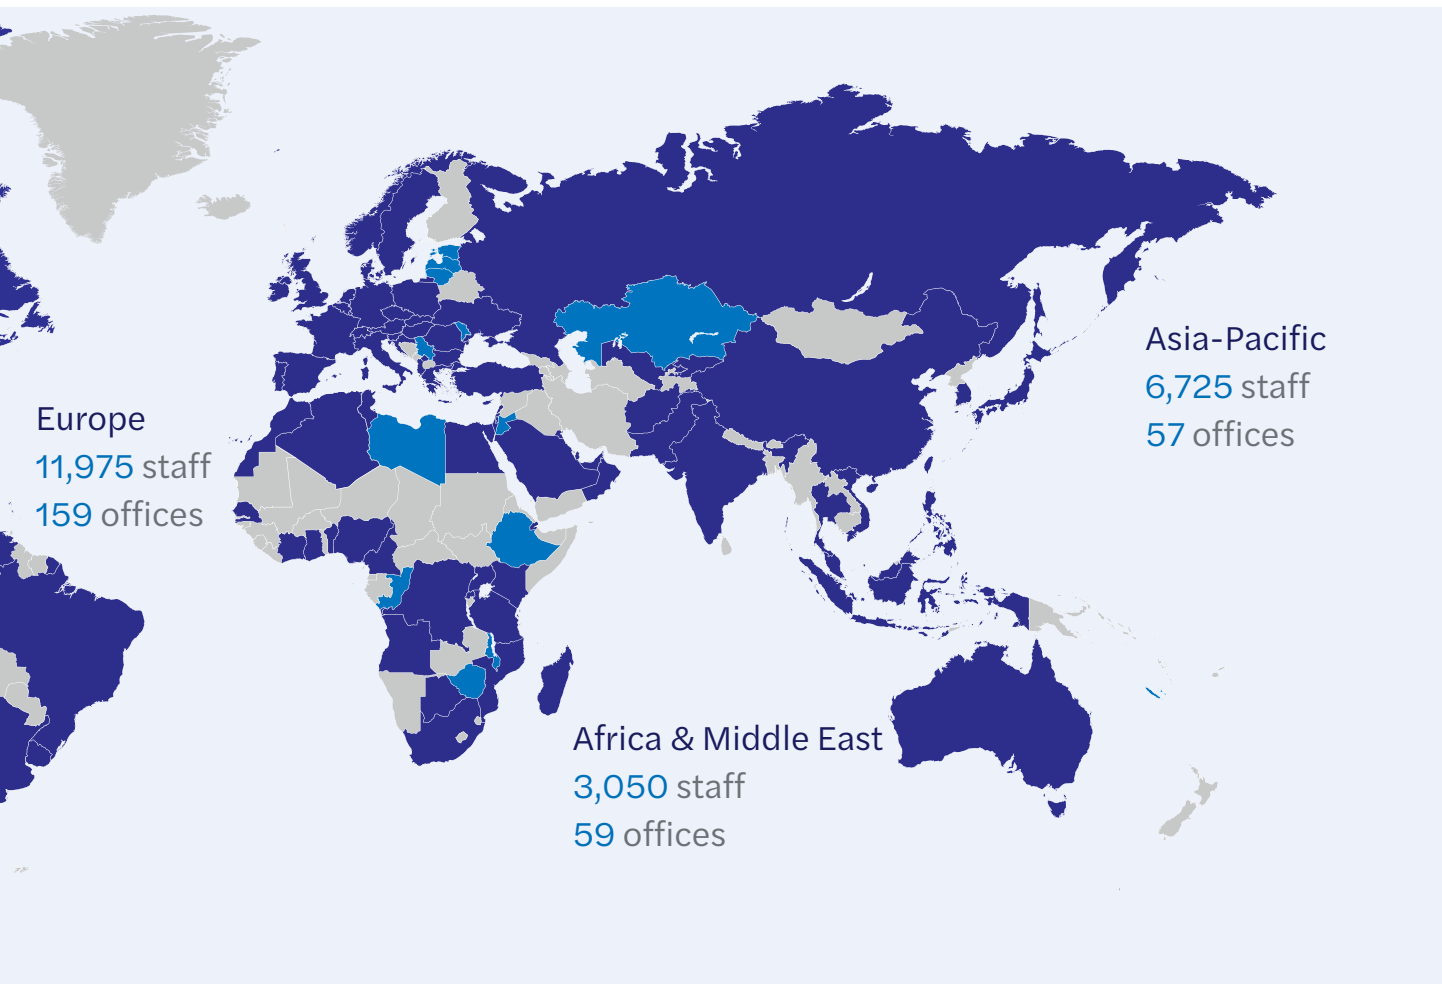 Europe
11,975 staff
159 offices
Asia-Pacific
6,725 staff
57 offices
Africa & Middle East
3,050 staff
59 offices